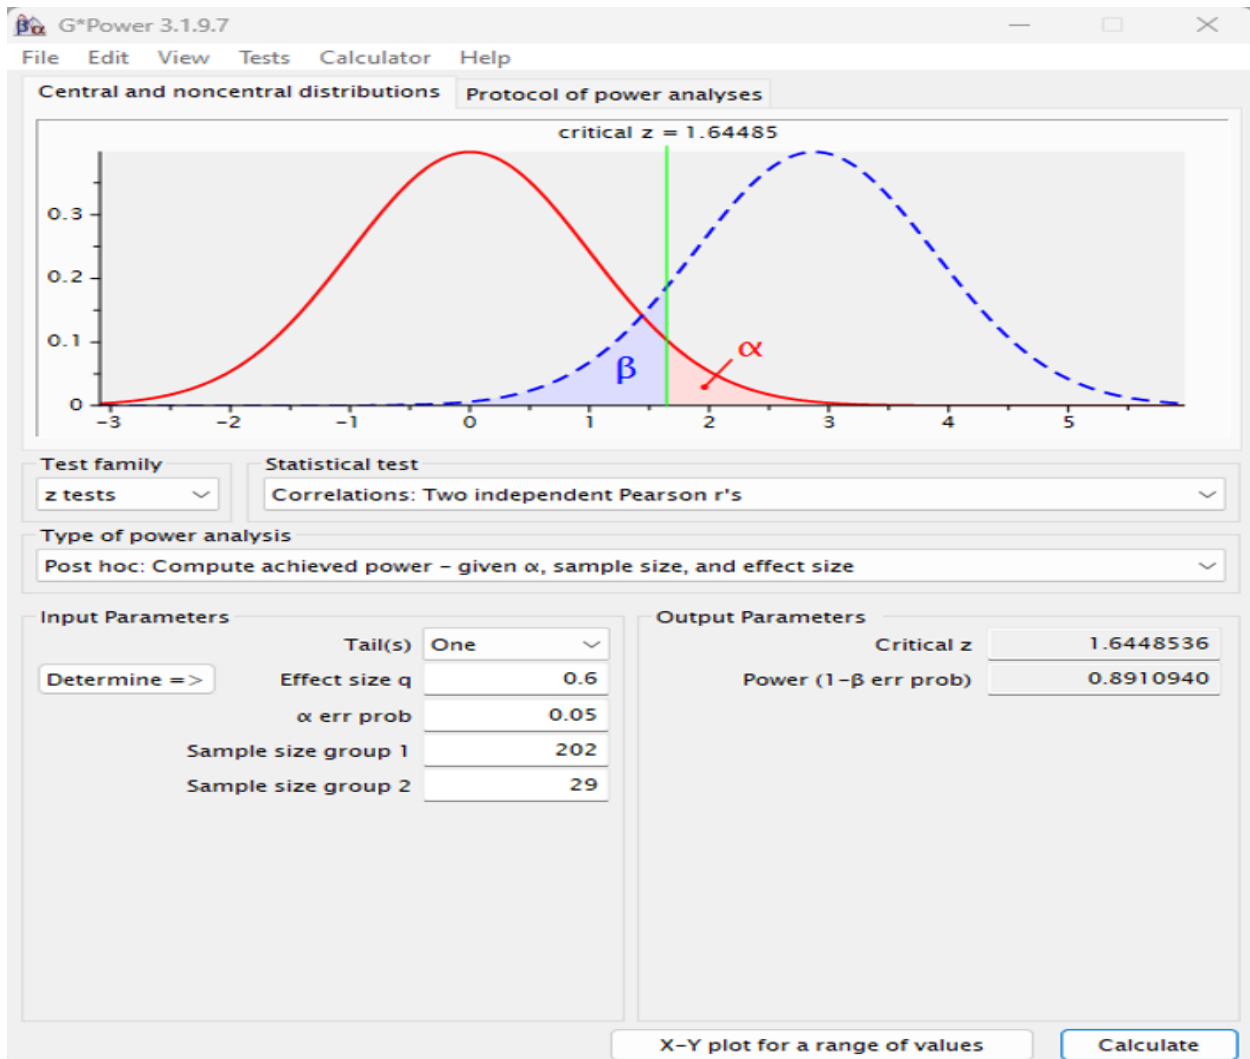 G*Power 3.1.9.7
File Edit View Tests Calculator Help
Central and noncentral distributions Protocol of power analyses
critical z = 1.64485
0.3
0.2
0.1
0
β
α
-3 -2 -1 0 1 2 3 4 5
Test family Statistical test
z tests Correlations: Two independent Pearson r's
Type of power analysis
Post hoc: Compute achieved power – given α, sample size, and effect size
Input Parameters Output Parameters
Tail(s) One Critical z 1.6448536
Determine => Effect size q 0.6 Power (1-β err prob) 0.8910940
α err prob 0.05
Sample size group 1 202
Sample size group 2 29
X-Y plot for a range of values Calculate